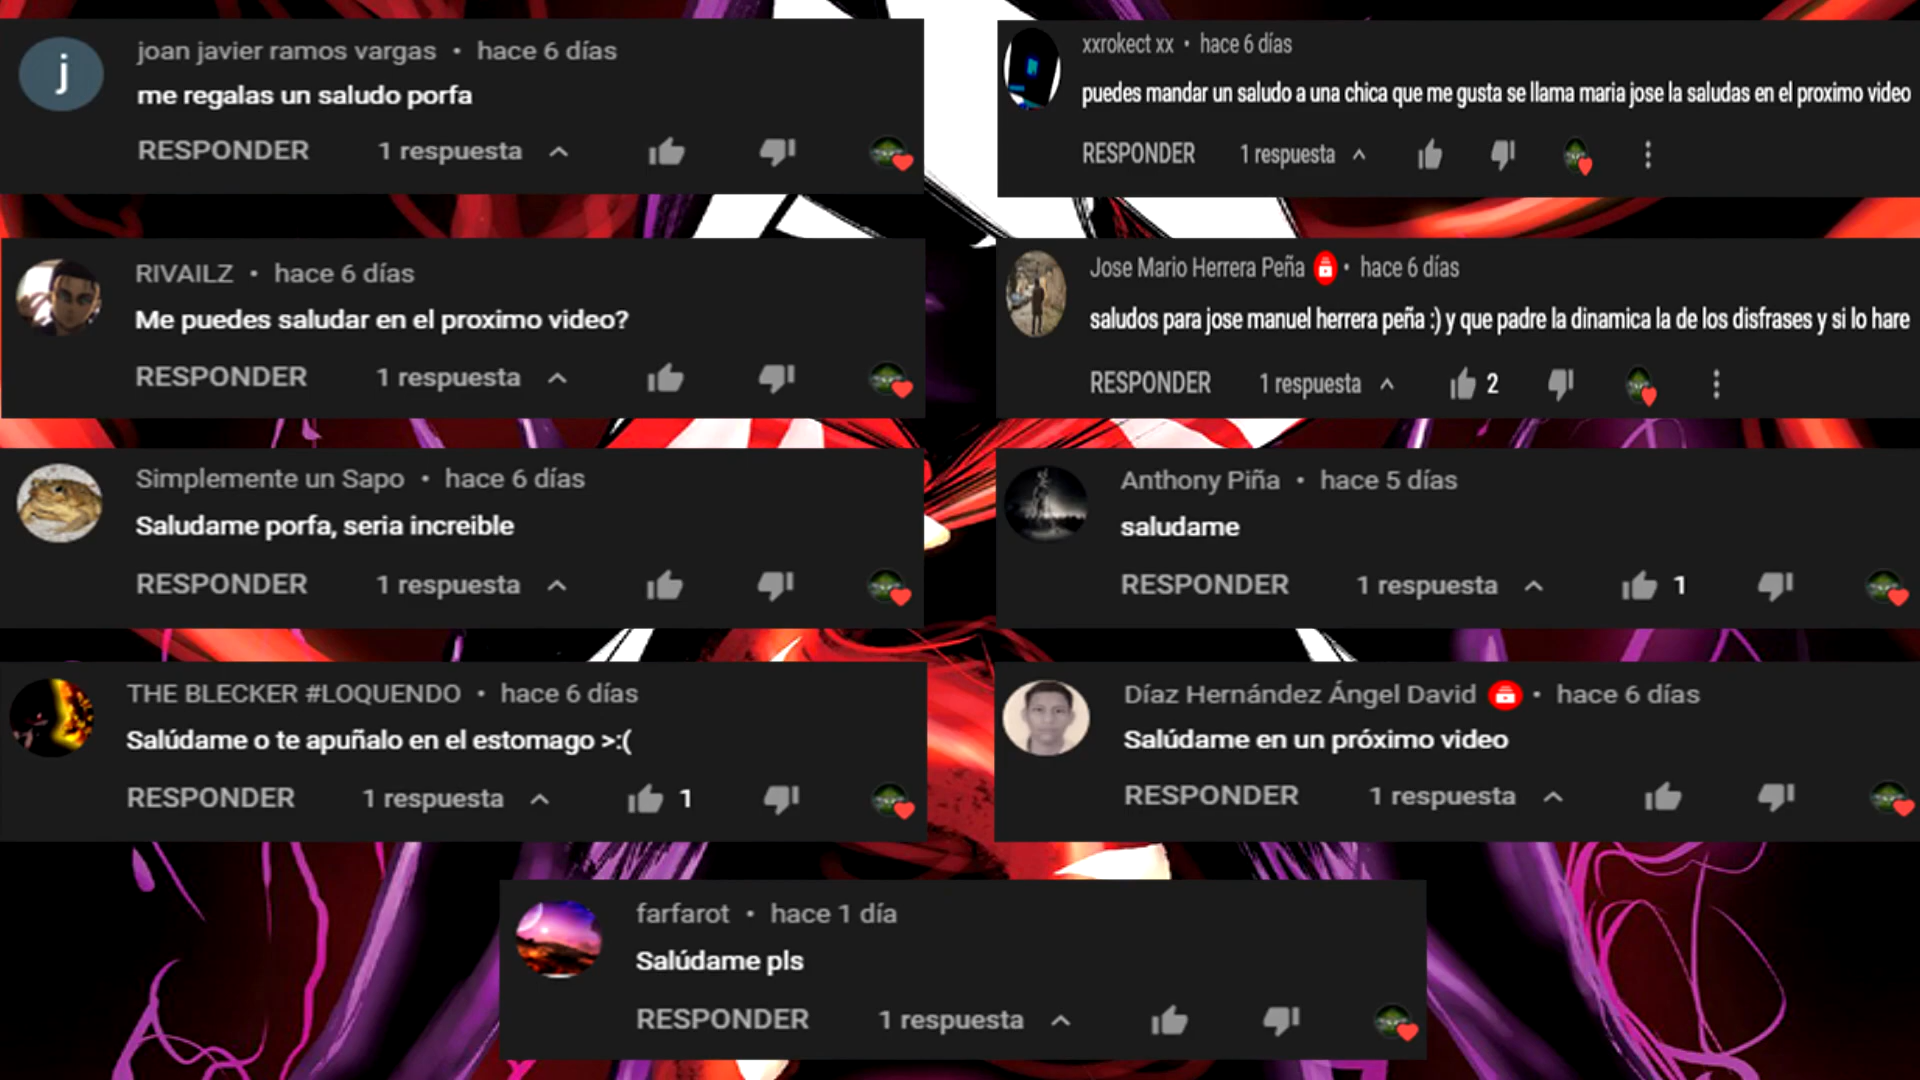 joan javier ramos vargas • hace 6 días
me regalas un saludo porfa
RESPONDER 1 respuesta
xxrokect xx • hace 6 días
puedes mandar un saludo a una chica que me gusta se llama maria jose la saludas en el proximo video
RESPONDER 1 respuesta
RIVAILZ • hace 6 días
Me puedes saludar en el proximo video?
RESPONDER 1 respuesta
Jose Mario Herrera Peña • hace 6 días
saludos para jose manuel herrera peña :) y que padre la dinamica la de los disfrases y si lo hare
RESPONDER 1 respuesta 2
Simplemente un Sapo • hace 6 días
Saludame porfa, seria increible
RESPONDER 1 respuesta
Anthony Piña • hace 5 días
saludame
RESPONDER 1 respuesta 1
THE BLECKER #LOQUENDO • hace 6 días
Salúdame o te apuñalo en el estomago >:(
RESPONDER 1 respuesta 1
Díaz Hernández Ángel David • hace 6 días
Salúdame en un próximo video
RESPONDER 1 respuesta
farfarot • hace 1 día
Salúdame pls
RESPONDER 1 respuesta